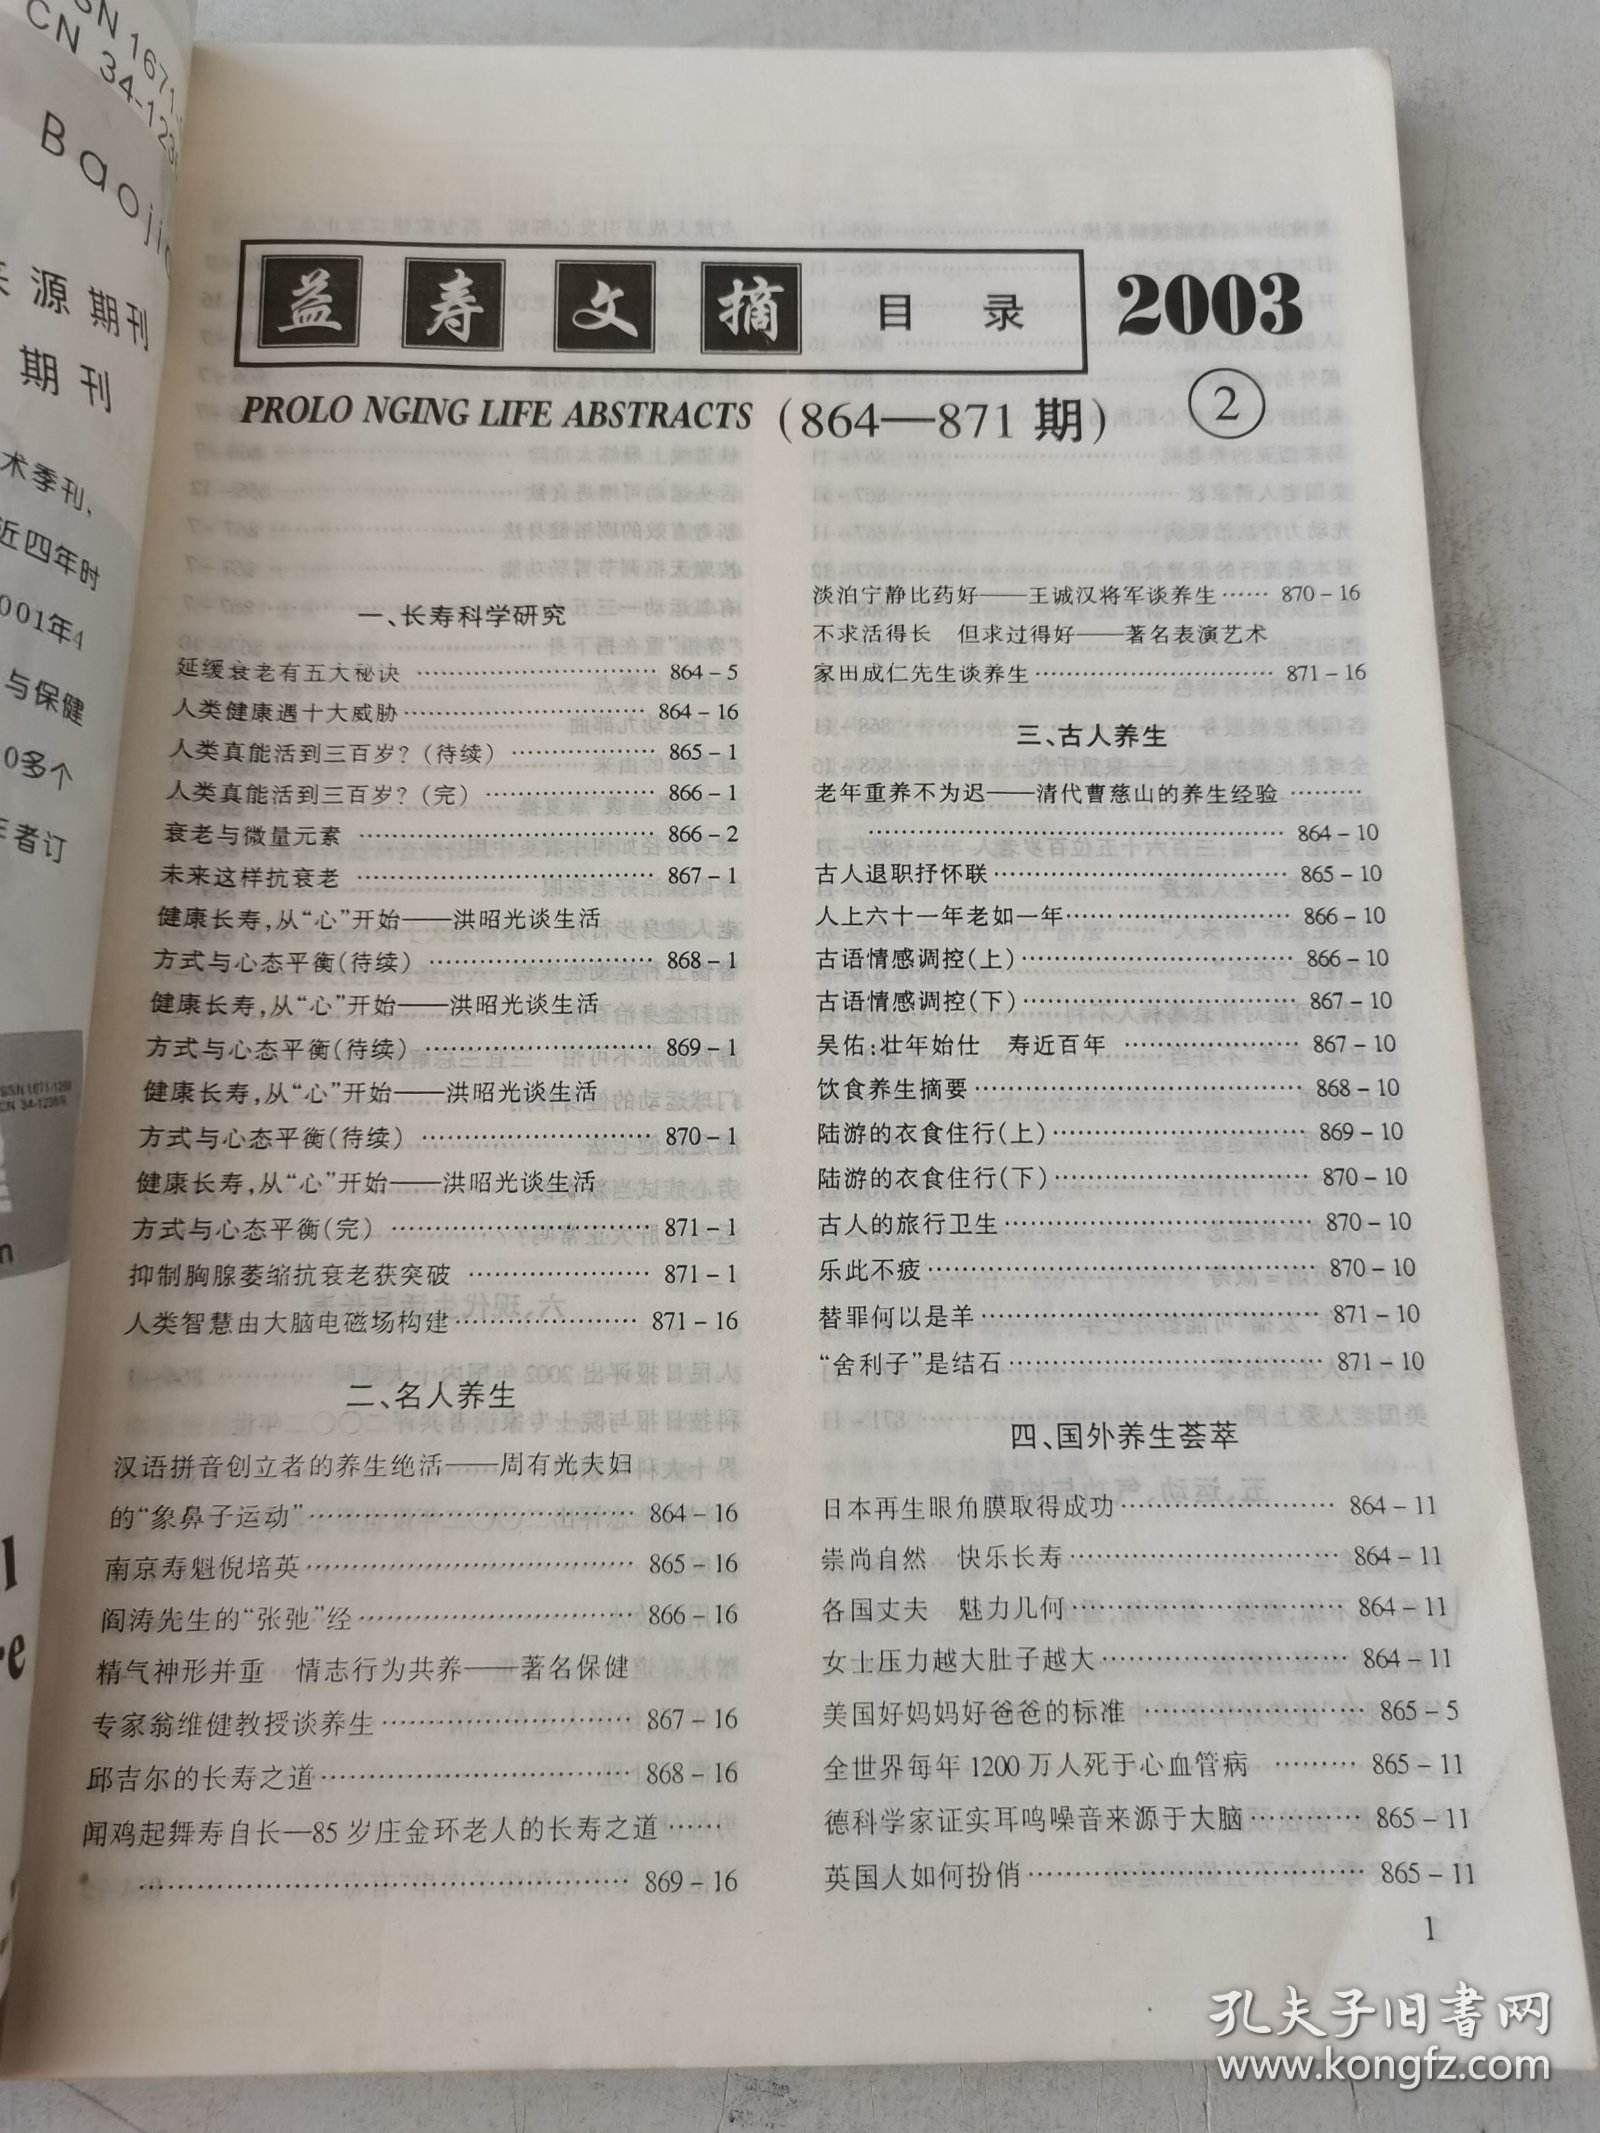 益寿文摘 目录 2003
PROLO NGING LIFE ABSTRACTS (864—871期) ②
一、长寿科学研究
延缓衰老有五大秘诀 …… 864-5
人类健康遇十大威胁 …… 864-16
人类真能活到三百岁?(待续) …… 865-1
人类真能活到三百岁?(完) …… 866-1
衰老与微量元素 …… 866-2
未来这样抗衰老 …… 867-1
健康长寿,从“心”开始——洪昭光谈生活
方式与心态平衡(待续) …… 868-1
健康长寿,从“心”开始——洪昭光谈生活
方式与心态平衡(待续) …… 869-1
健康长寿,从“心”开始——洪昭光谈生活
方式与心态平衡(待续) …… 870-1
健康长寿,从“心”开始——洪昭光谈生活
方式与心态平衡(完) …… 871-1
抑制胸腺萎缩抗衰老获突破 …… 871-1
人类智慧由大脑电磁场构建 …… 871-16
二、名人养生
汉语拼音创立者的养生绝活——周有光夫妇
的“象鼻子运动” …… 864-16
南京寿魁倪培英 …… 865-16
阎涛先生的“张弛”经 …… 866-16
精气神形并重 情志行为共养——著名保健
专家翁维健教授谈养生 …… 867-16
邱吉尔的长寿之道 …… 868-16
闻鸡起舞寿自长—85岁庄金环老人的长寿之道 ……
…… 869-16
淡泊宁静比药好——王诚汉将军谈养生 …… 870-16
不求活得长 但求过得好——著名表演艺术
家田成仁先生谈养生 …… 871-16
三、古人养生
老年重养不为迟——清代曹慈山的养生经验 ……
…… 864-10
古人退职抒怀联 …… 865-10
人上六十一年老如一年 …… 866-10
古语情感调控(上) …… 866-10
古语情感调控(下) …… 867-10
吴佑:壮年始仕 寿近百年 …… 867-10
饮食养生摘要 …… 868-10
陆游的衣食住行(上) …… 869-10
陆游的衣食住行(下) …… 870-10
古人的旅行卫生 …… 870-10
乐此不疲 …… 870-10
替罪何以是羊 …… 871-10
“舍利子”是结石 …… 871-10
四、国外养生荟萃
日本再生眼角膜取得成功 …… 864-11
崇尚自然 快乐长寿 …… 864-11
各国丈夫 魅力几何 …… 864-11
女士压力越大肚子越大 …… 864-11
美国好妈妈好爸爸的标准 …… 865-5
全世界每年1200万人死于心血管病 …… 865-11
德科学家证实耳鸣噪音来源于大脑 …… 865-11
英国人如何扮俏 …… 865-11
1
孔夫子旧书网
www.kongfz.com
SN 1671
CN 34-123
Baoji
源期刊
期刊
术季刊,
近四年时
001年4
与保健
0多个
者订